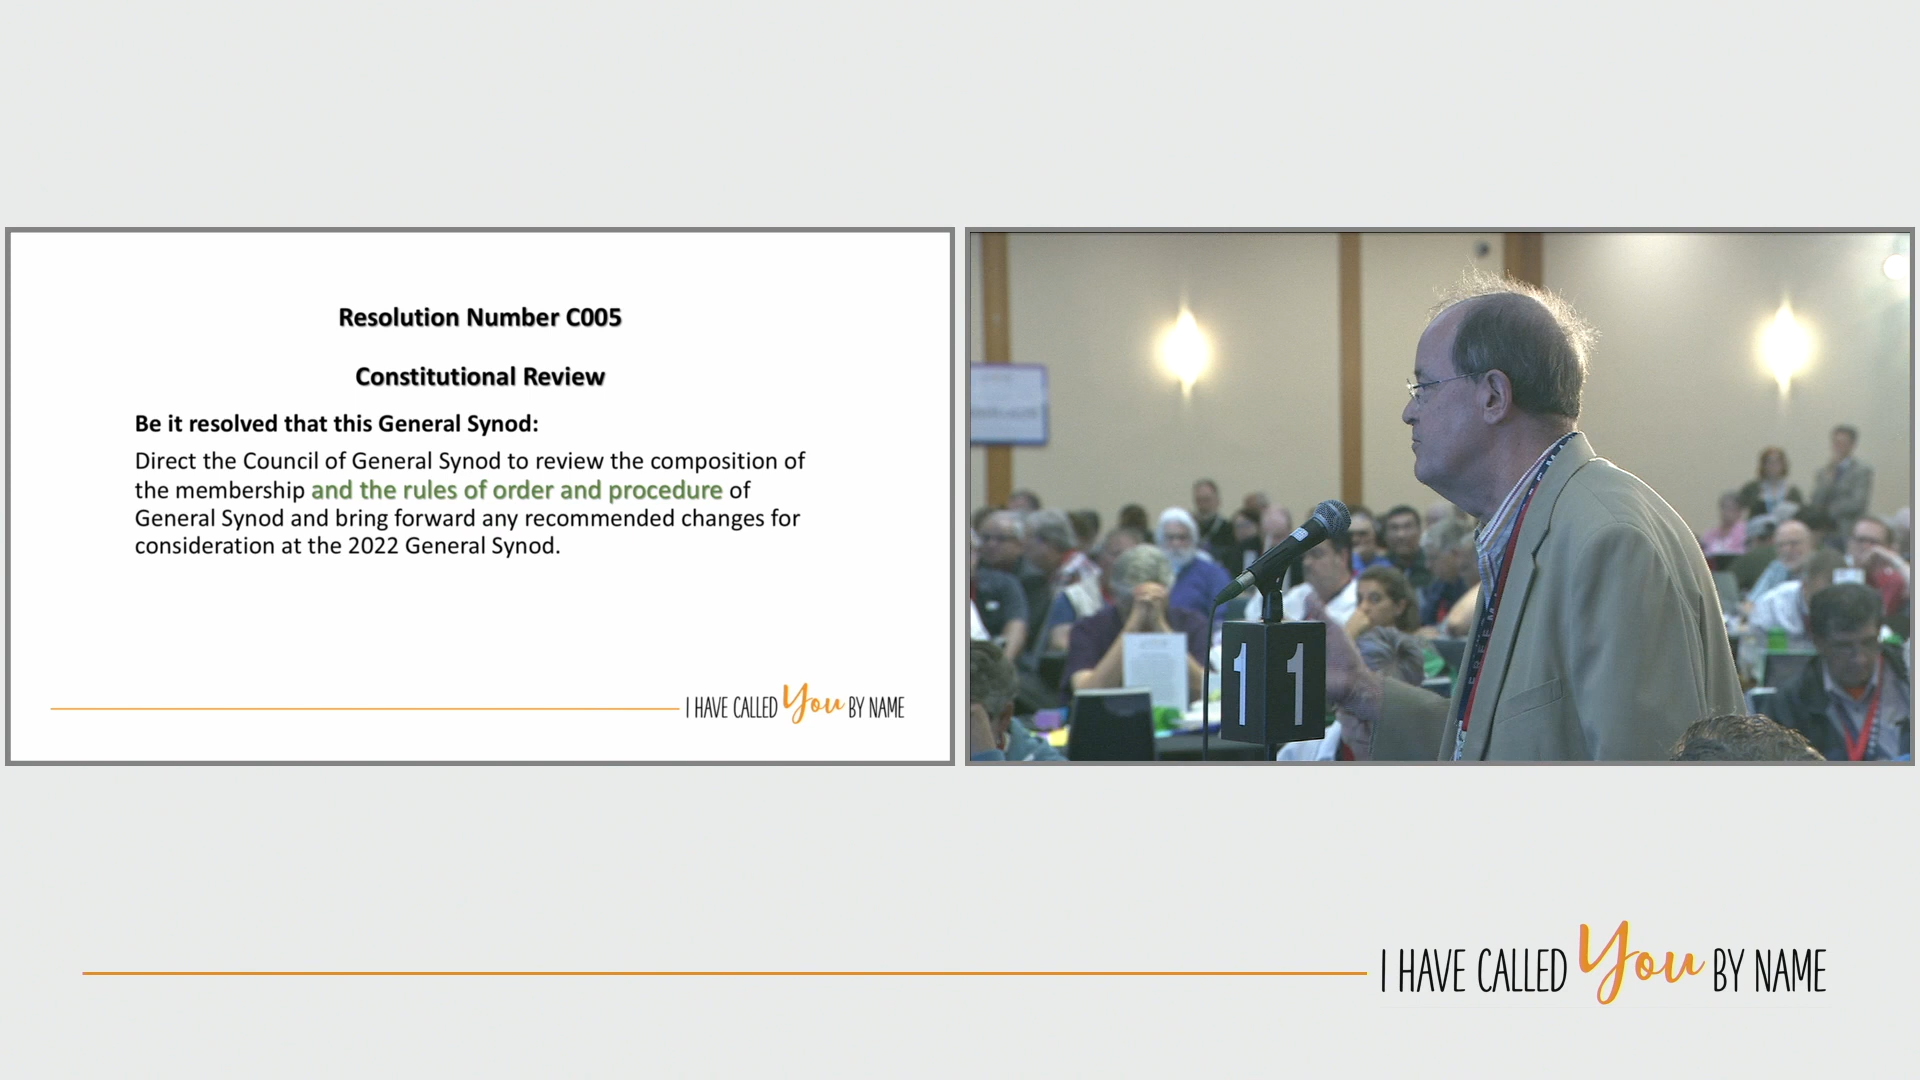 Resolution Number C005
Constitutional Review
Be it resolved that this General Synod:
Direct the Council of General Synod to review the composition of
the membership and the rules of order and procedure of
General Synod and bring forward any recommended changes for
consideration at the 2022 General Synod.
I HAVE CALLED You BY NAME
1 1
I HAVE CALLED You BY NAME